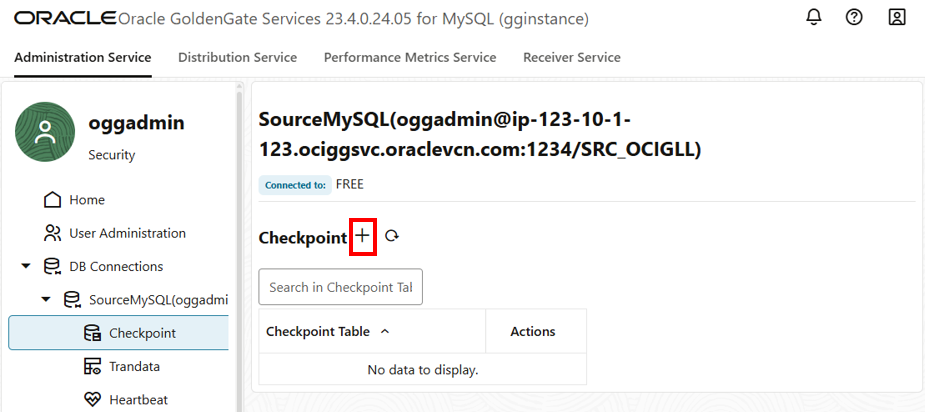 ORACLE Oracle GoldenGate Services 23.4.0.24.05 for MySQL (gginstance)
Administration Service Distribution Service Performance Metrics Service Receiver Service
oggadmin
Security
Home
User Administration
DB Connections
SourceMySQL(oggadmi
Checkpoint
Trandata
Heartbeat
SourceMySQL(oggadmin@ip-123-10-1-
123.ociggsvc.oraclevcn.com:1234/SRC_OCIGLL)
Connected to: FREE
Checkpoint
Search in Checkpoint Tal
Checkpoint Table Actions
No data to display.